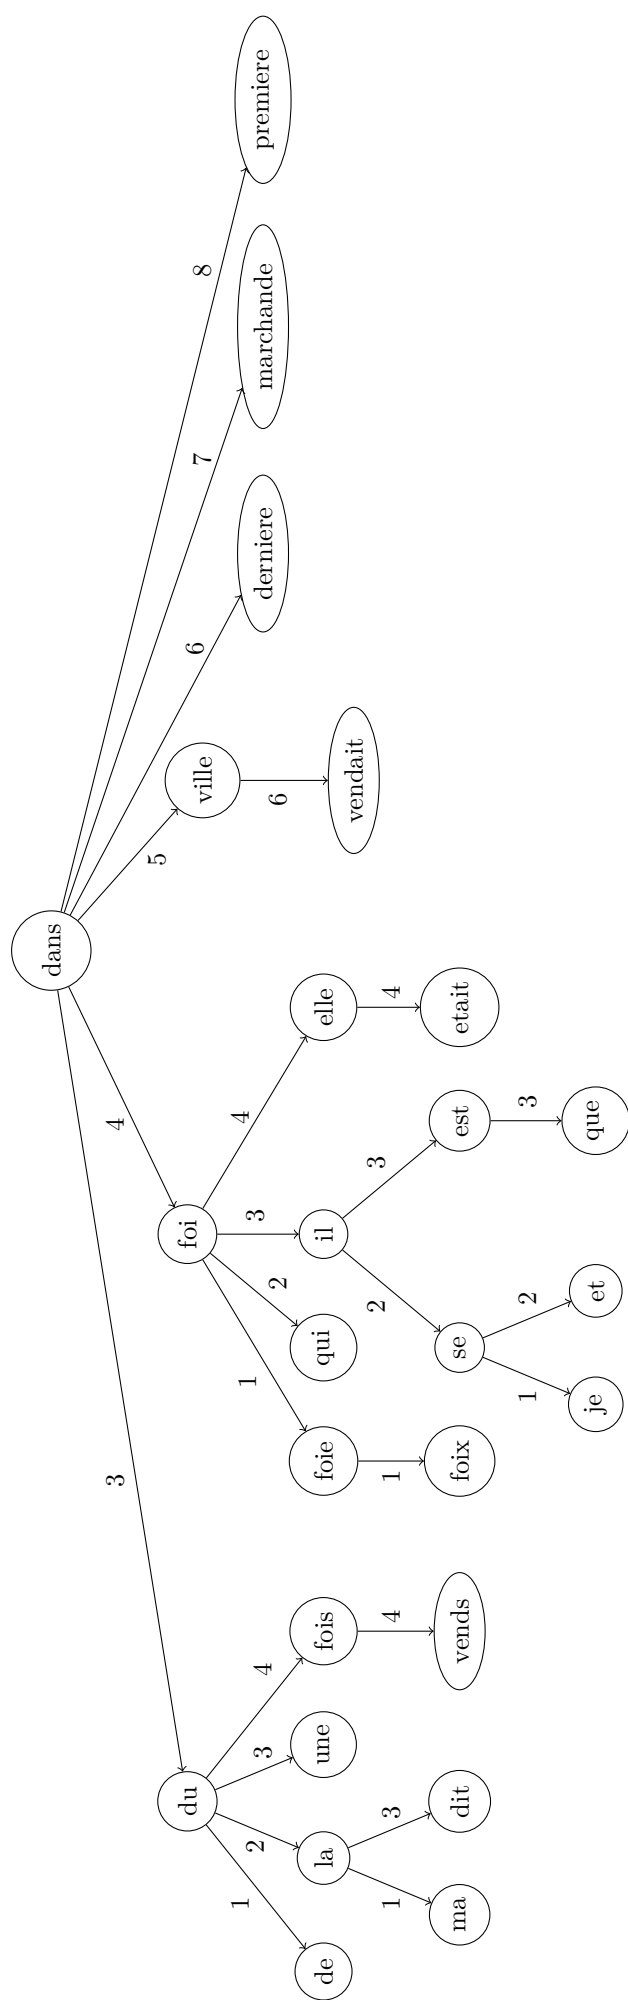 dans
3 4 5 6 7 8
du foi ville derniere marchande premiere
1 2 3 4 1 2 3 4 6
de la une fois foie qui il elle vendait
1 3 4 1 2 3 4
ma dit vends foix se est etait
1 2 3
je et que